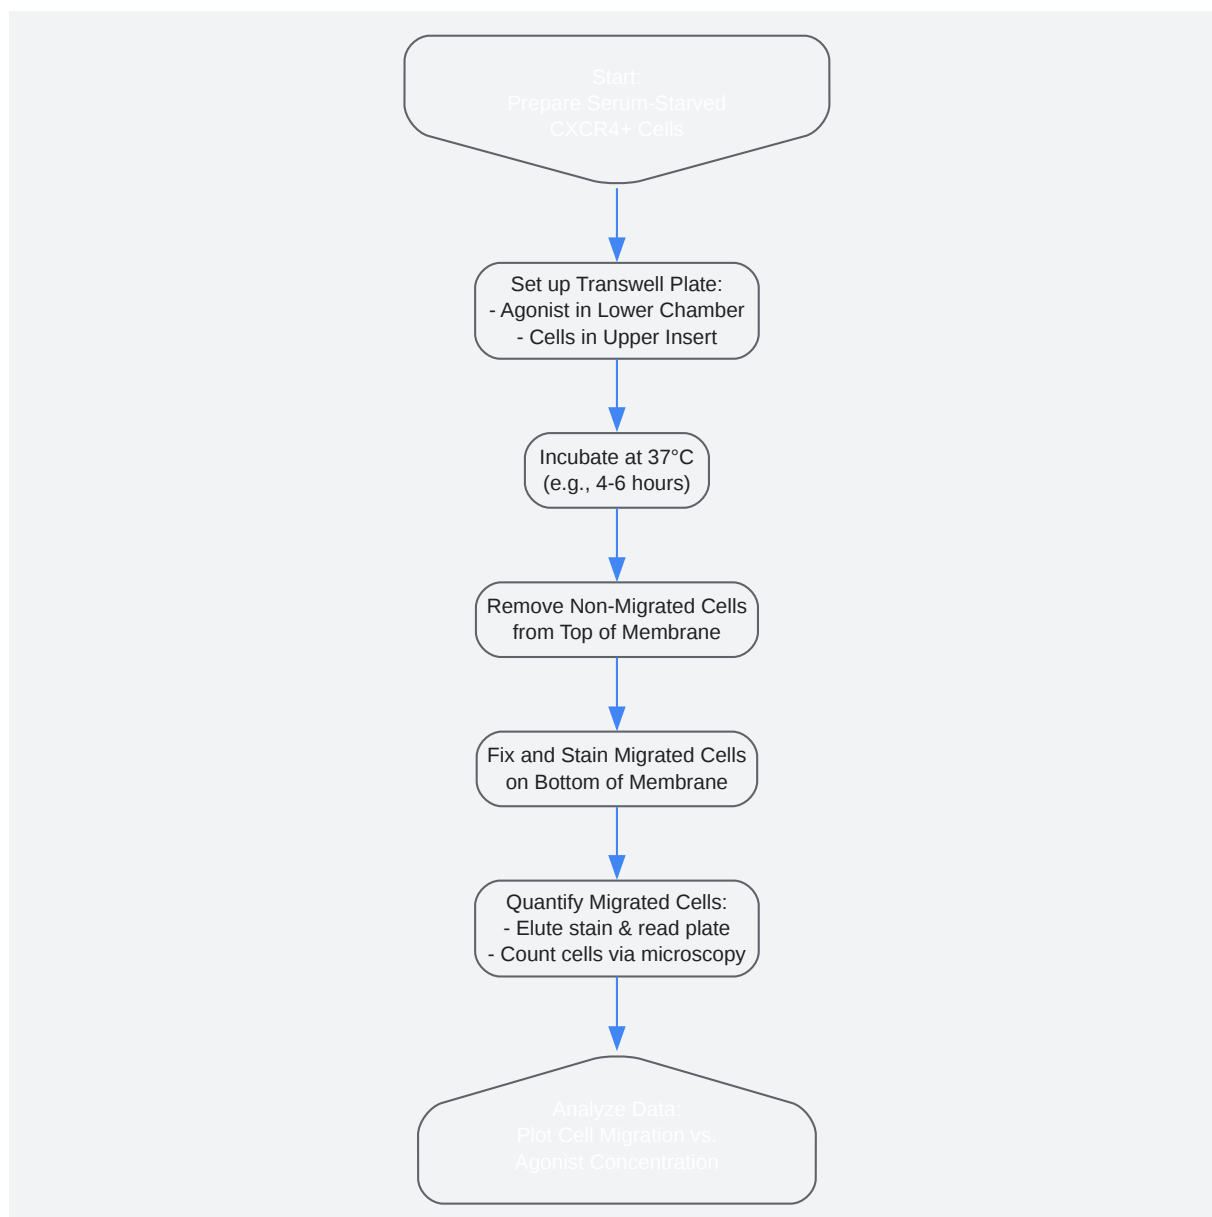 Start:
Prepare Serum-Starved
CXCR4+ Cells
Set up Transwell Plate:
- Agonist in Lower Chamber
- Cells in Upper Insert
Incubate at 37°C
(e.g., 4-6 hours)
Remove Non-Migrated Cells
from Top of Membrane
Fix and Stain Migrated Cells
on Bottom of Membrane
Quantify Migrated Cells:
- Elute stain & read plate
- Count cells via microscopy
Analyze Data:
Plot Cell Migration vs.
Agonist Concentration